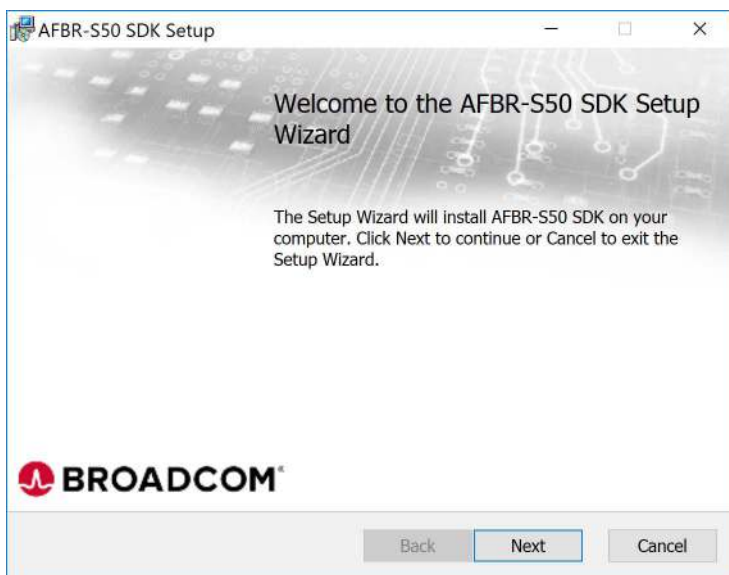 AFBR-S50 SDK Setup
Welcome to the AFBR-S50 SDK Setup
Wizard
The Setup Wizard will install AFBR-S50 SDK on your
computer. Click Next to continue or Cancel to exit the
Setup Wizard.
BROADCOM®
Back Next Cancel